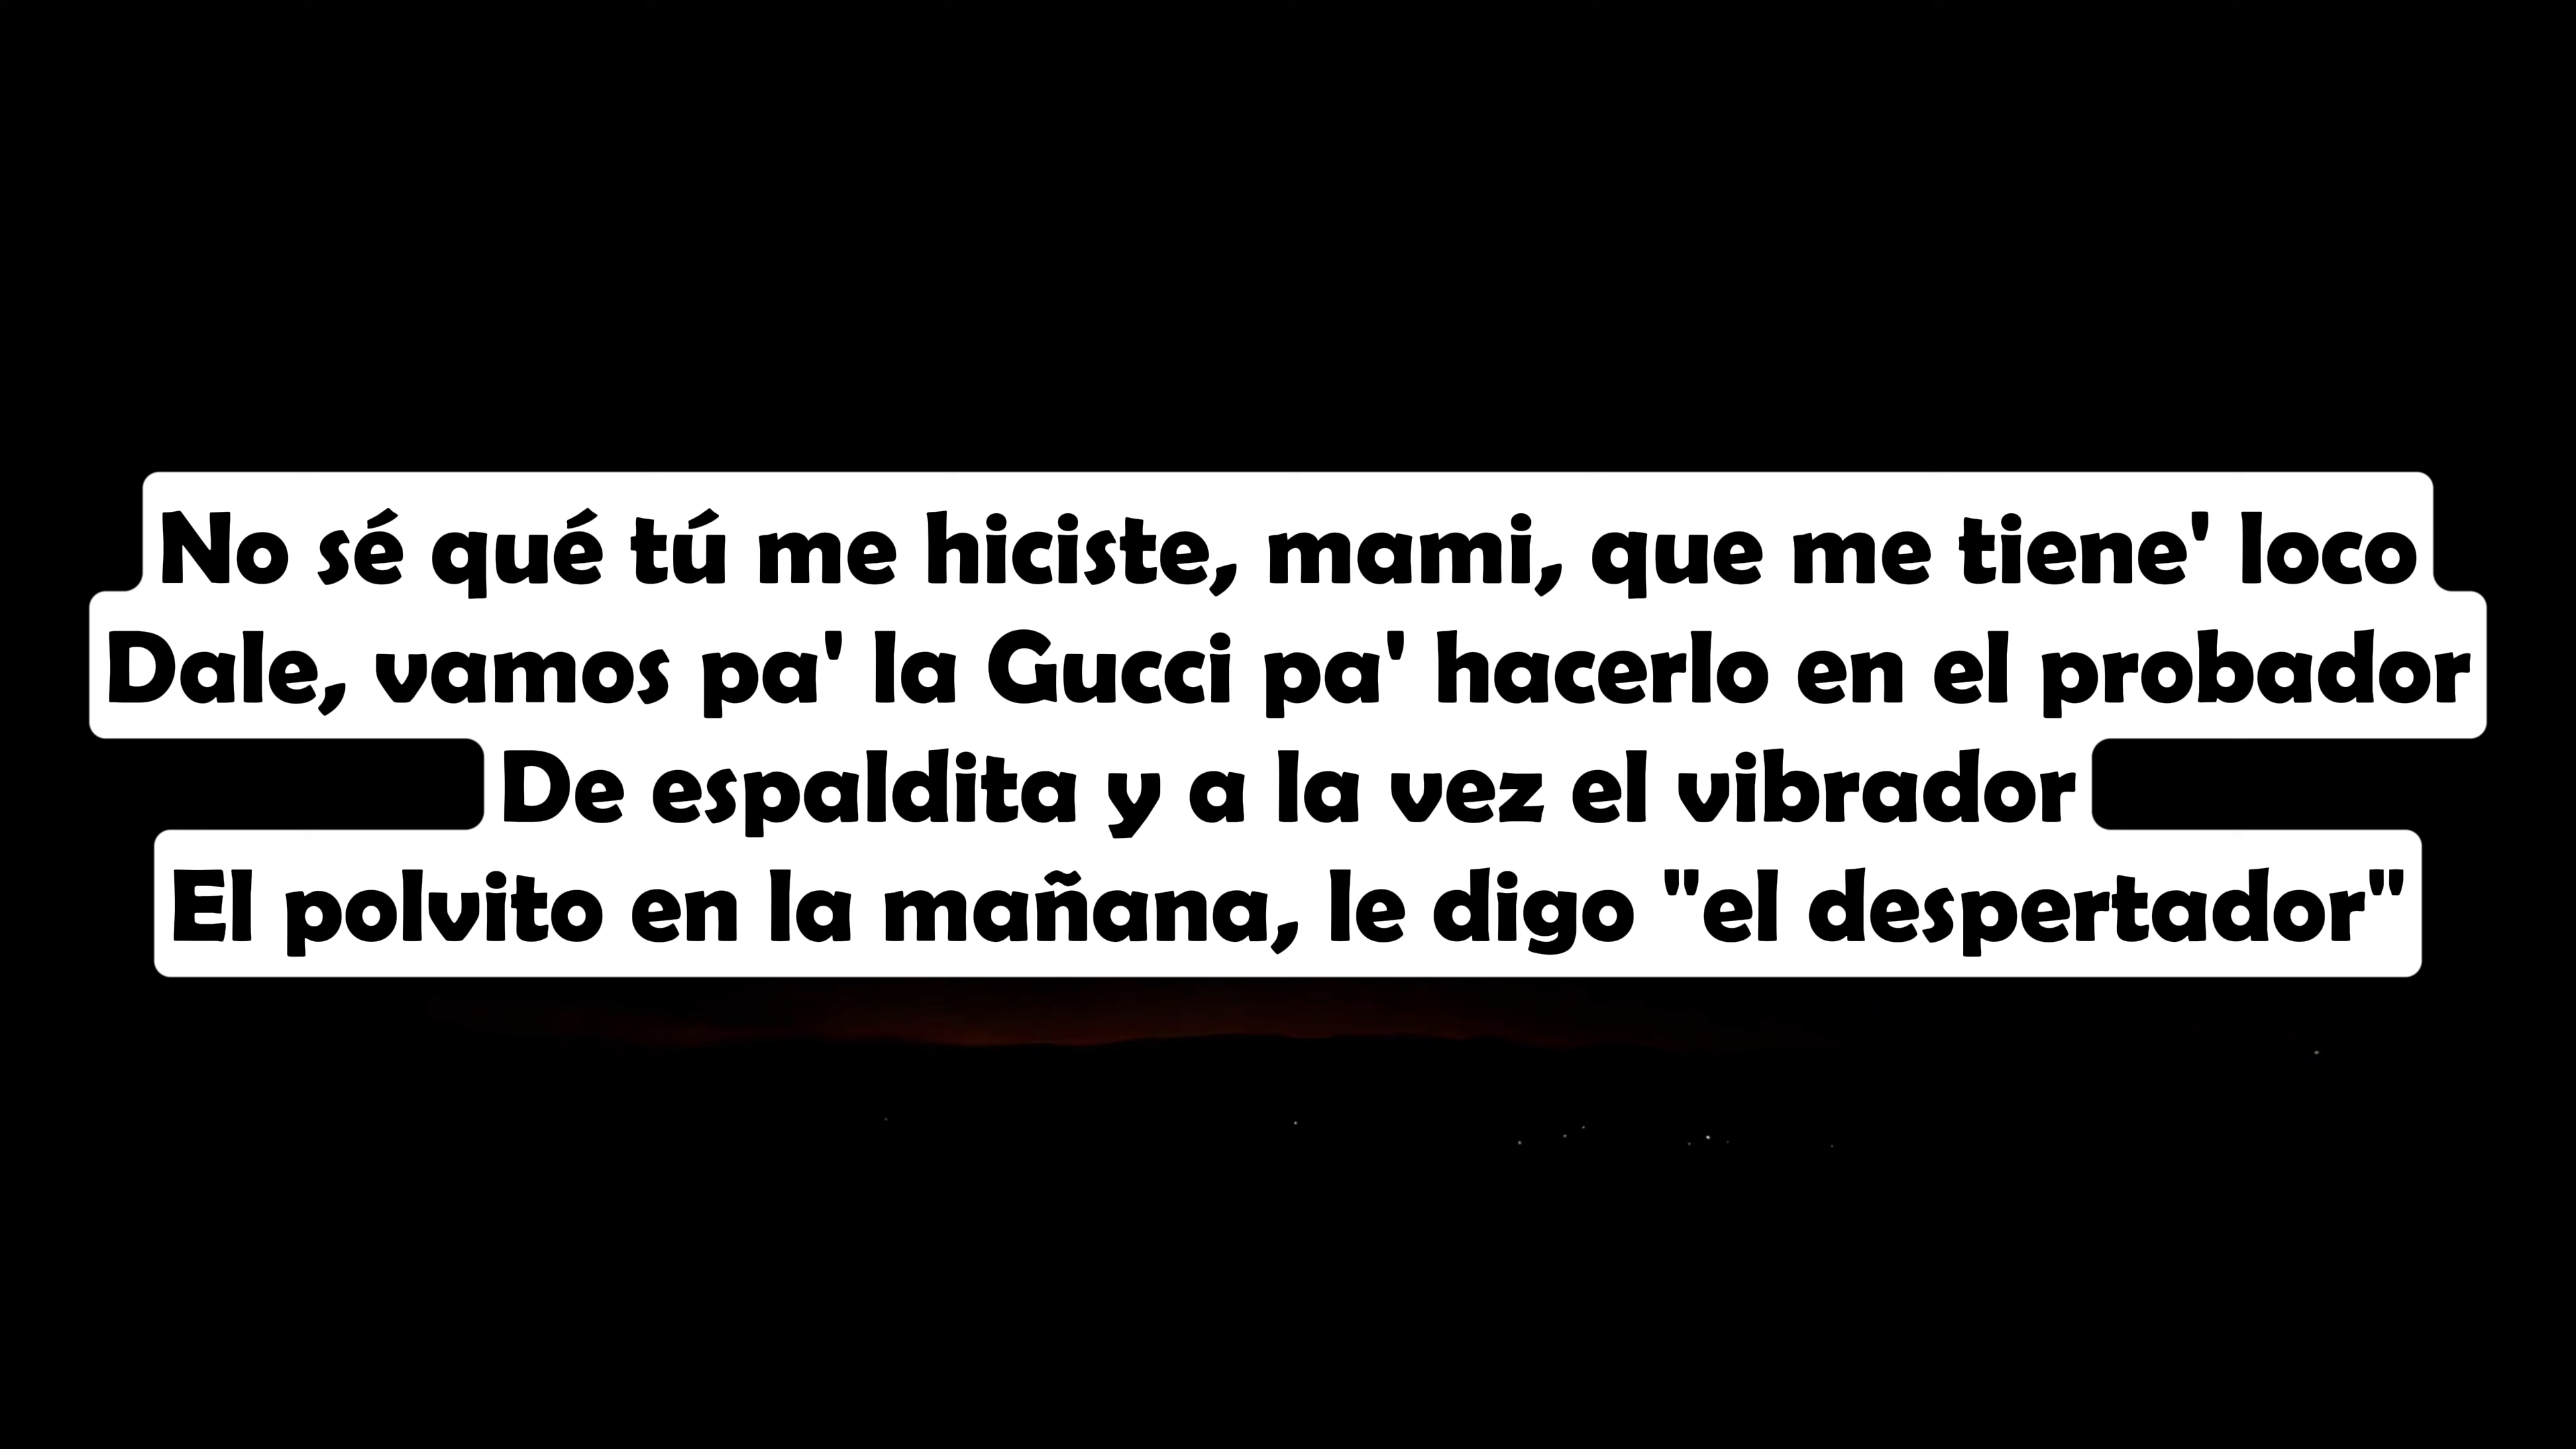 No sé qué tú me hiciste, mami, que me tiene' loco
Dale, vamos pa' la Gucci pa' hacerlo en el probador
De espaldita y a la vez el vibrador
El polvito en la mañana, le digo "el despertador"